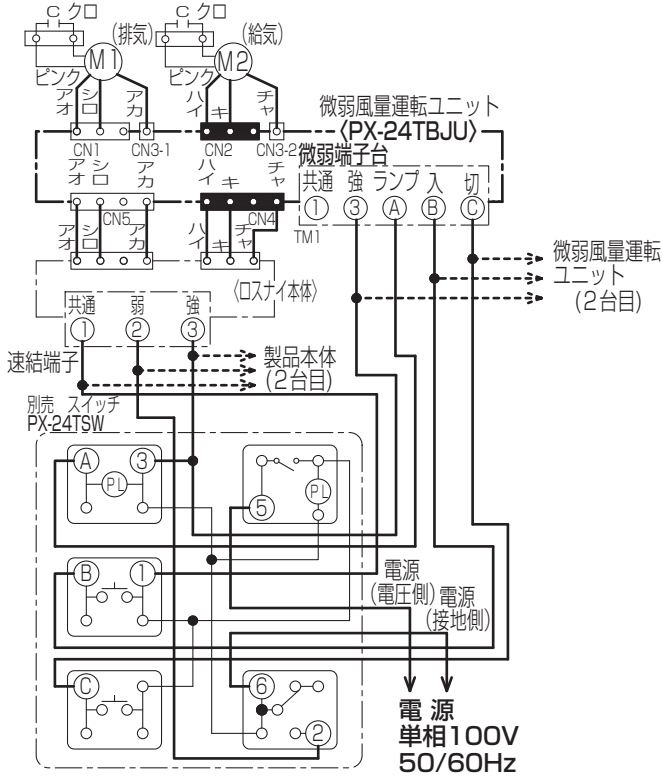 C クロ
C クロ
(排気)
(給気)
M1
M2
ピンク
ピンク
アオ シロ アカ
ハイ キ チャ
微弱風量運転ユニット
〈PX-24TBJU〉
CN1 CN3-1 CN2 CN3-2
微弱端子台
アオ シロ アカ
ハイ キ チャ
共通 強 ランプ 入 切
① ③ Ⓐ Ⓑ Ⓒ
TM1
CN5
CN4
アオ シロ アカ
ハイ キ チャ
微弱風量運転
ユニット
(2台目)
〈ロスナイ本体〉
共通 弱 強
① ② ③
速結端子
製品本体
(2台目)
別売 スイッチ
PX-24TSW
Ⓐ ③
PL
PL
⑤
Ⓑ ①
電源
(電圧側)
電源
(接地側)
Ⓒ
⑥
②
電 源
単相100V
50/60Hz